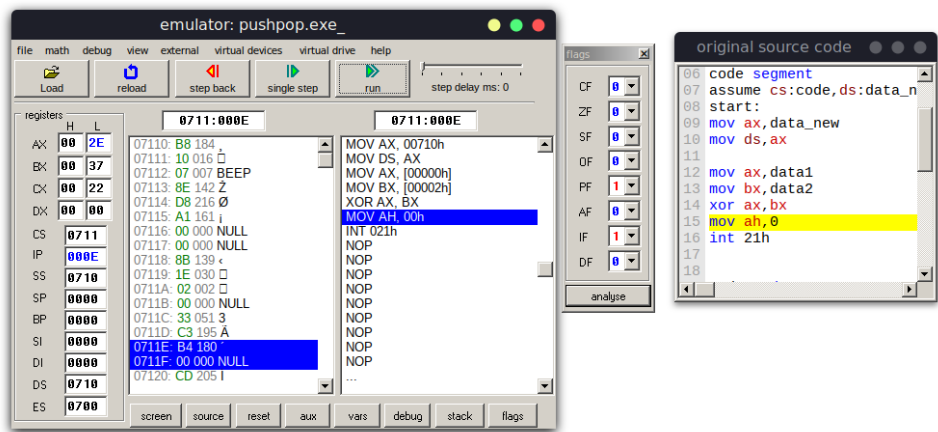 emulator: pushpop.exe_
file math debug view external virtual devices virtual drive help
Load reload step back single step run step delay ms: 0
registers
H L
AX 00 2E
BX 00 37
CX 00 22
DX 00 00
CS 0711
IP 000E
SS 0710
SP 0000
BP 0000
SI 0000
DI 0000
DS 0710
ES 0700
0711:000E
07110: B8 184 ¸
07111: 10 016 □
07112: 07 007 BEEP
07113: 8E 142 Ž
07114: D8 216 Ø
07115: A1 161 ¡
07116: 00 000 NULL
07117: 00 000 NULL
07118: 8B 139 ‹
07119: 1E 030 □
0711A: 02 002 □
0711B: 00 000 NULL
0711C: 33 051 3
0711D: C3 195 Ã
0711E: B4 180 ´
0711F: 00 000 NULL
07120: CD 205 Í
0711:000E
MOV AX, 00710h
MOV DS, AX
MOV AX, [00000h]
MOV BX, [00002h]
XOR AX, BX
MOV AH, 00h
INT 021h
NOP
NOP
NOP
NOP
NOP
NOP
NOP
NOP
NOP
...
screen source reset aux vars debug stack flags
flags
CF 0
ZF 0
SF 0
OF 0
PF 1
AF 0
IF 1
DF 0
analyse
original source code
06 code segment
07 assume cs:code,ds:data_n
08 start:
09 mov ax,data_new
10 mov ds,ax
11
12 mov ax,data1
13 mov bx,data2
14 xor ax,bx
15 mov ah,0
16 int 21h
17
18